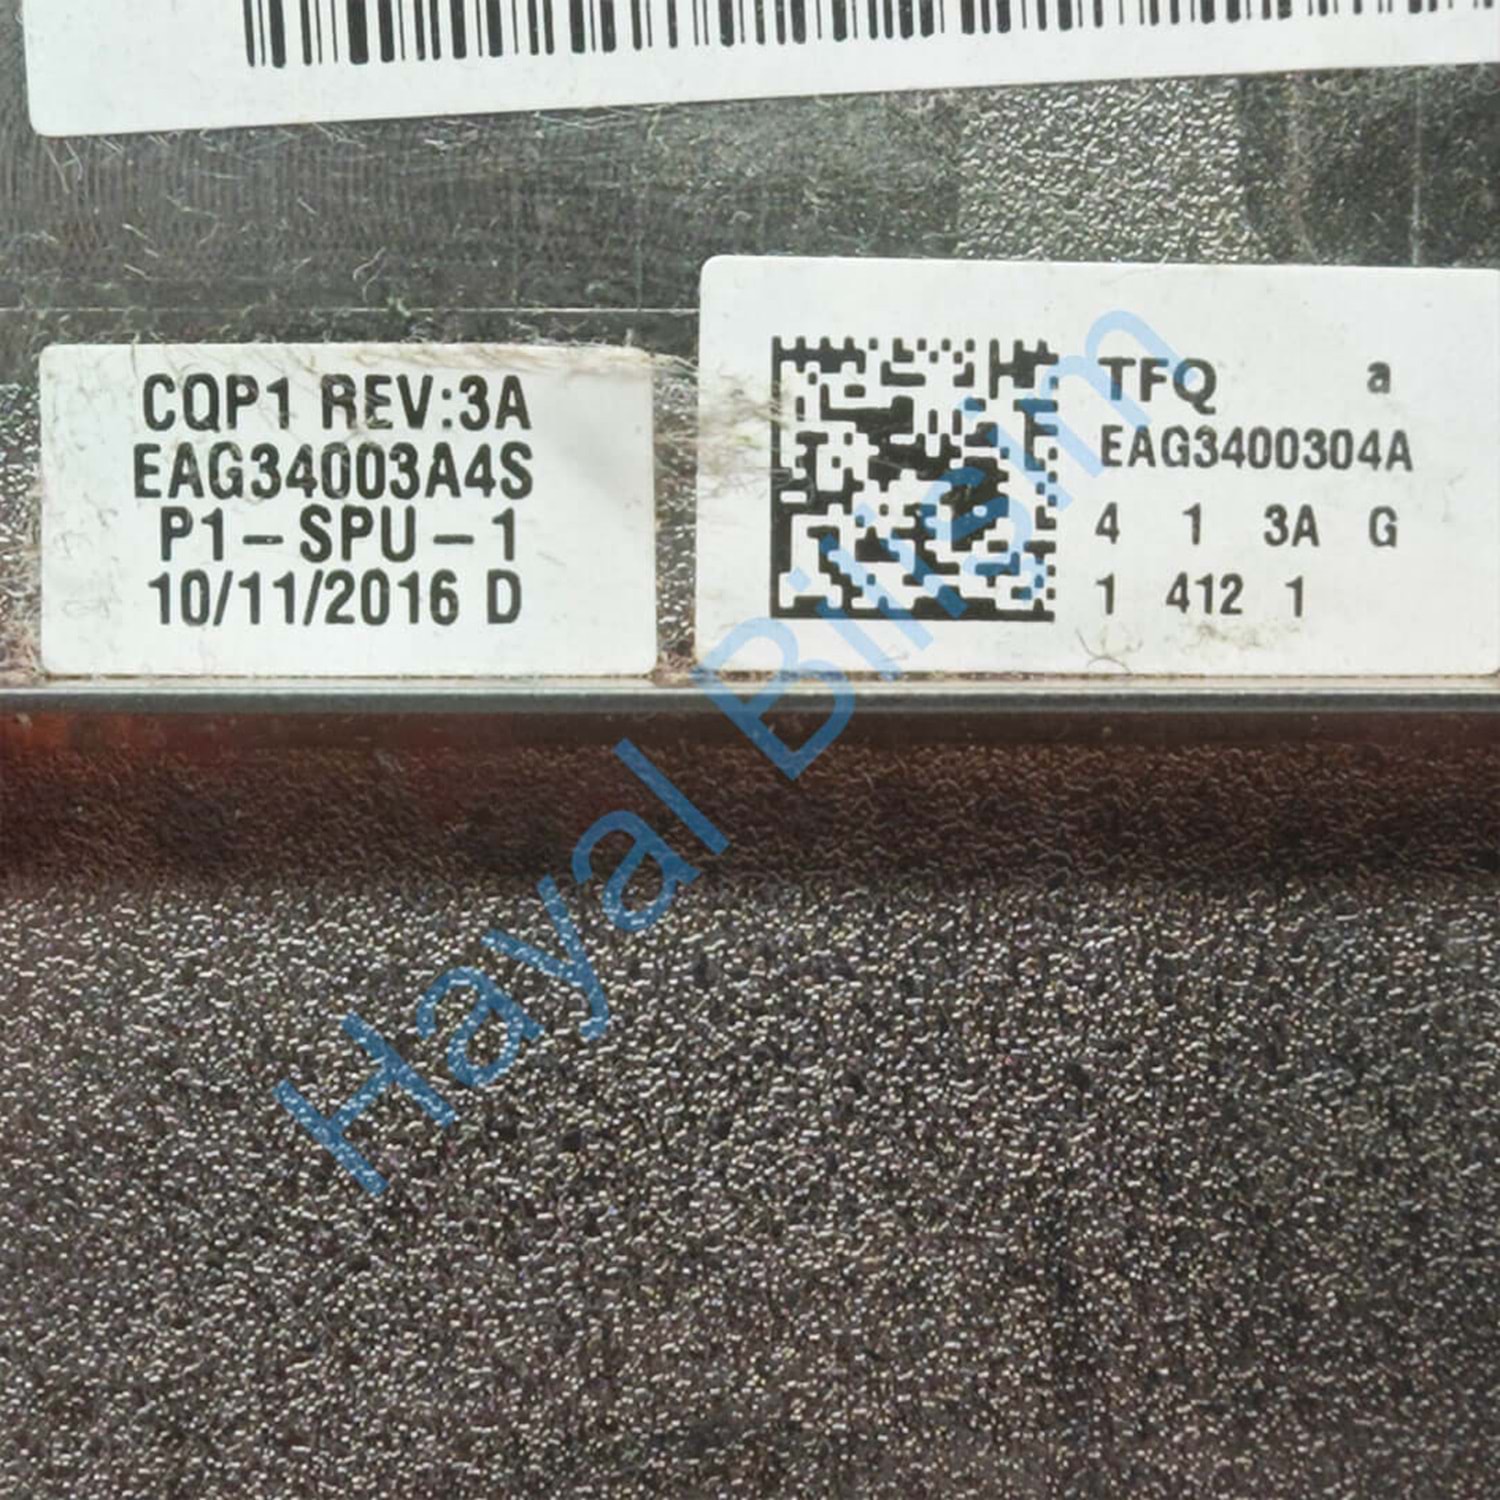 CQP1 REV:3A
EAG34003A4S
P1-SPU-1
10/11/2016 D
TFQ a
EAG3400304A
4 1 3A G
1 412 1
Hayal Bilişim